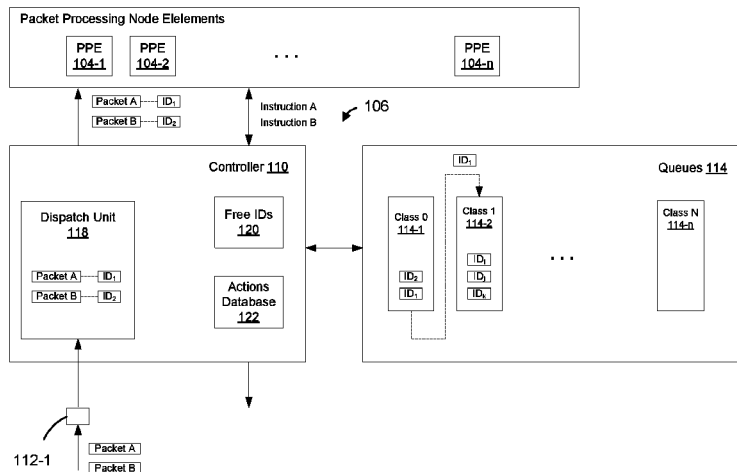 Packet Processing Node Elelements
PPE
104-1
PPE
104-2
. . .
PPE
104-n
Packet A
ID1
Packet B
ID2
Instruction A
Instruction B
106
Controller 110
Dispatch Unit
118
Packet A
ID1
Packet B
ID2
Free IDs
120
Actions
Database
122
Queues 114
ID1
Class 0
114-1
ID2
ID1
Class 1
114-2
IDi
IDj
IDk
. . .
Class N
114-n
112-1
Packet A
Packet B